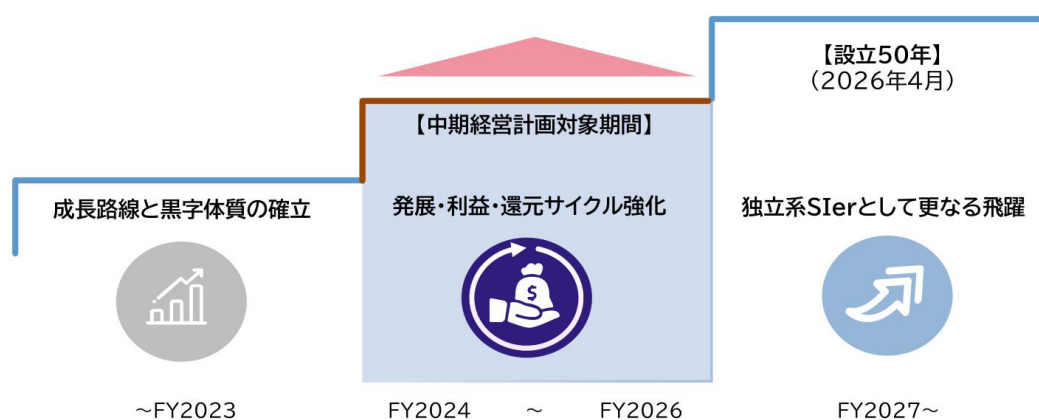 【設立50年】
（2026年4月）
【中期経営計画対象期間】
成長路線と黒字体質の確立
発展・利益・還元サイクル強化
独立系SIerとして更なる飛躍
$
～FY2023
FY2024 ～ FY2026
FY2027～